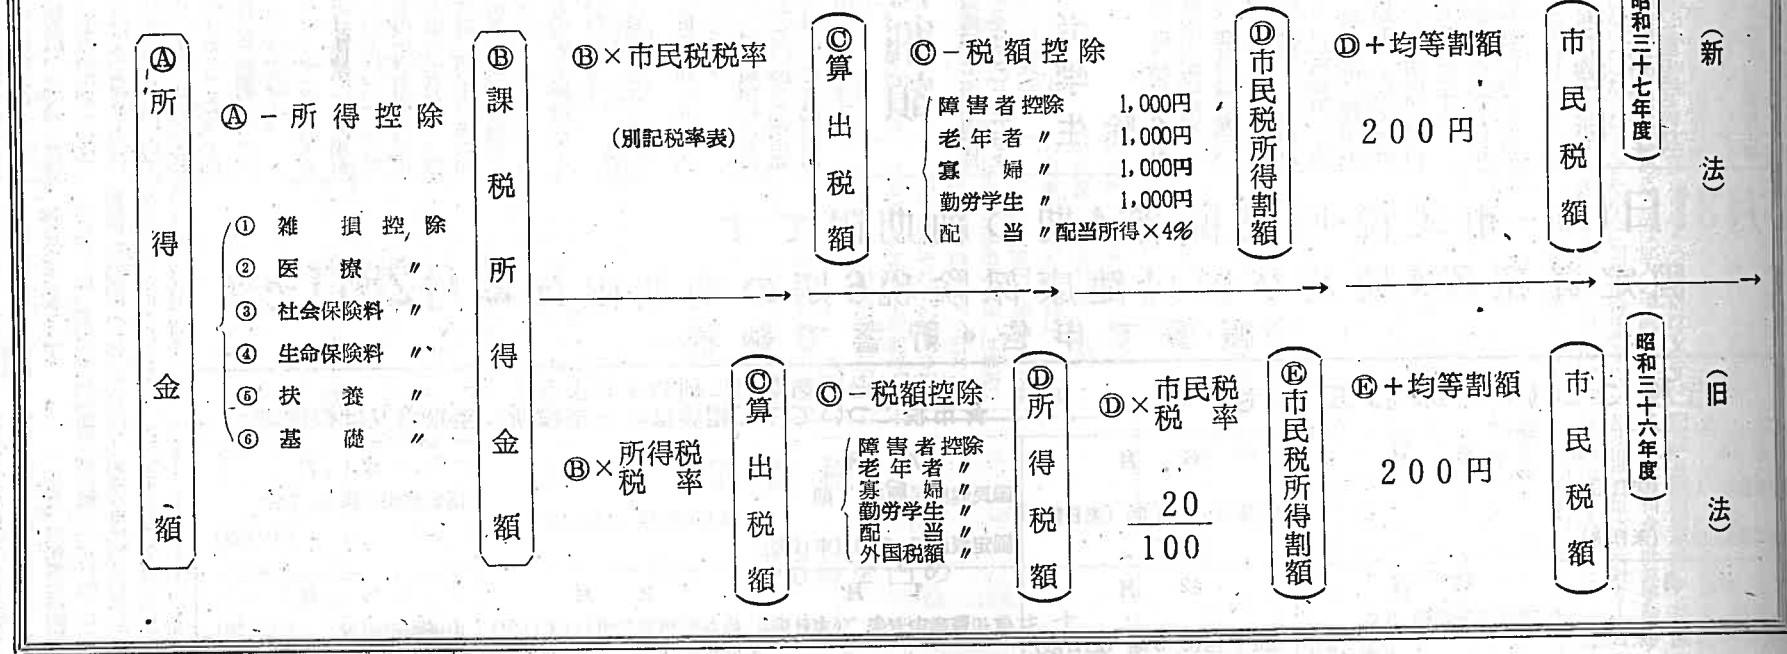 Ⓐ所得金額
Ⓐ－所得控除
① 雑損控除
② 医療〃
③ 社会保険料〃
④ 生命保険料〃
⑤ 扶養〃
⑥ 基礎〃
Ⓑ課税所得金額
Ⓑ×市民税税率
(別記税率表)
Ⓒ算出税額
Ⓒ－税額控除
障害者控除 1,000円
老年者〃 1,000円
寡婦〃 1,000円
勤労学生〃 1,000円
配当〃配当所得×4%
Ⓓ市民税所得割額
Ⓓ＋均等割額
200円
市民税額
昭和三十七年度
(新法)
Ⓑ×所得税税率
Ⓒ算出税額
Ⓒ－税額控除
障害者控除
老年者〃
寡婦〃
勤労学生〃
配当〃
外国税額〃
Ⓓ所得税額
Ⓓ×市民税税率
20
100
Ⓔ市民税所得割額
Ⓔ＋均等割額
200円
市民税額
昭和三十六年度
(旧法)